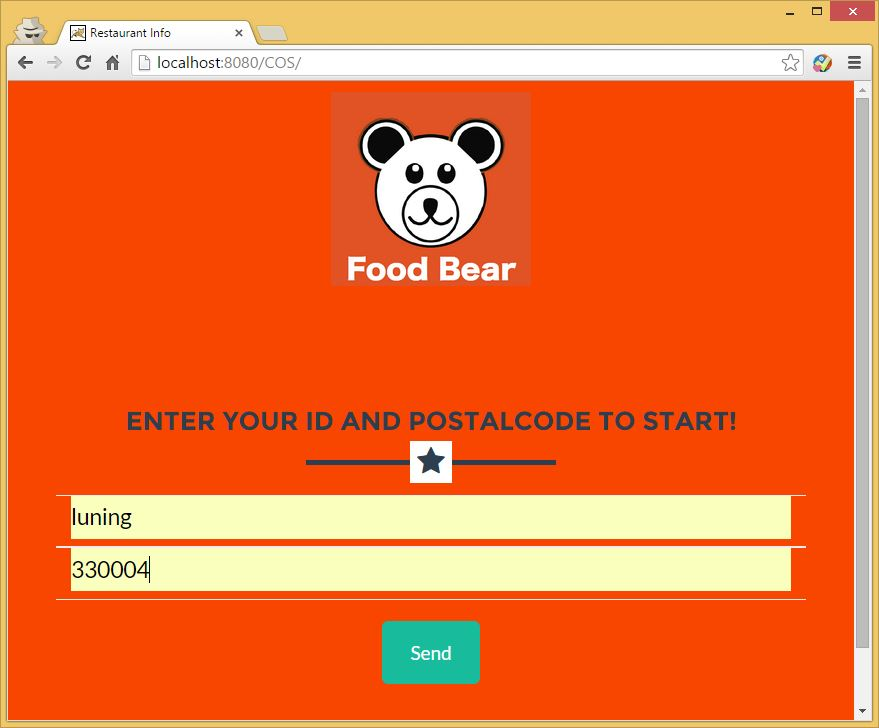 Restaurant Info
localhost:8080/COS/
Food Bear
ENTER YOUR ID AND POSTALCODE TO START!
luning
330004
Send